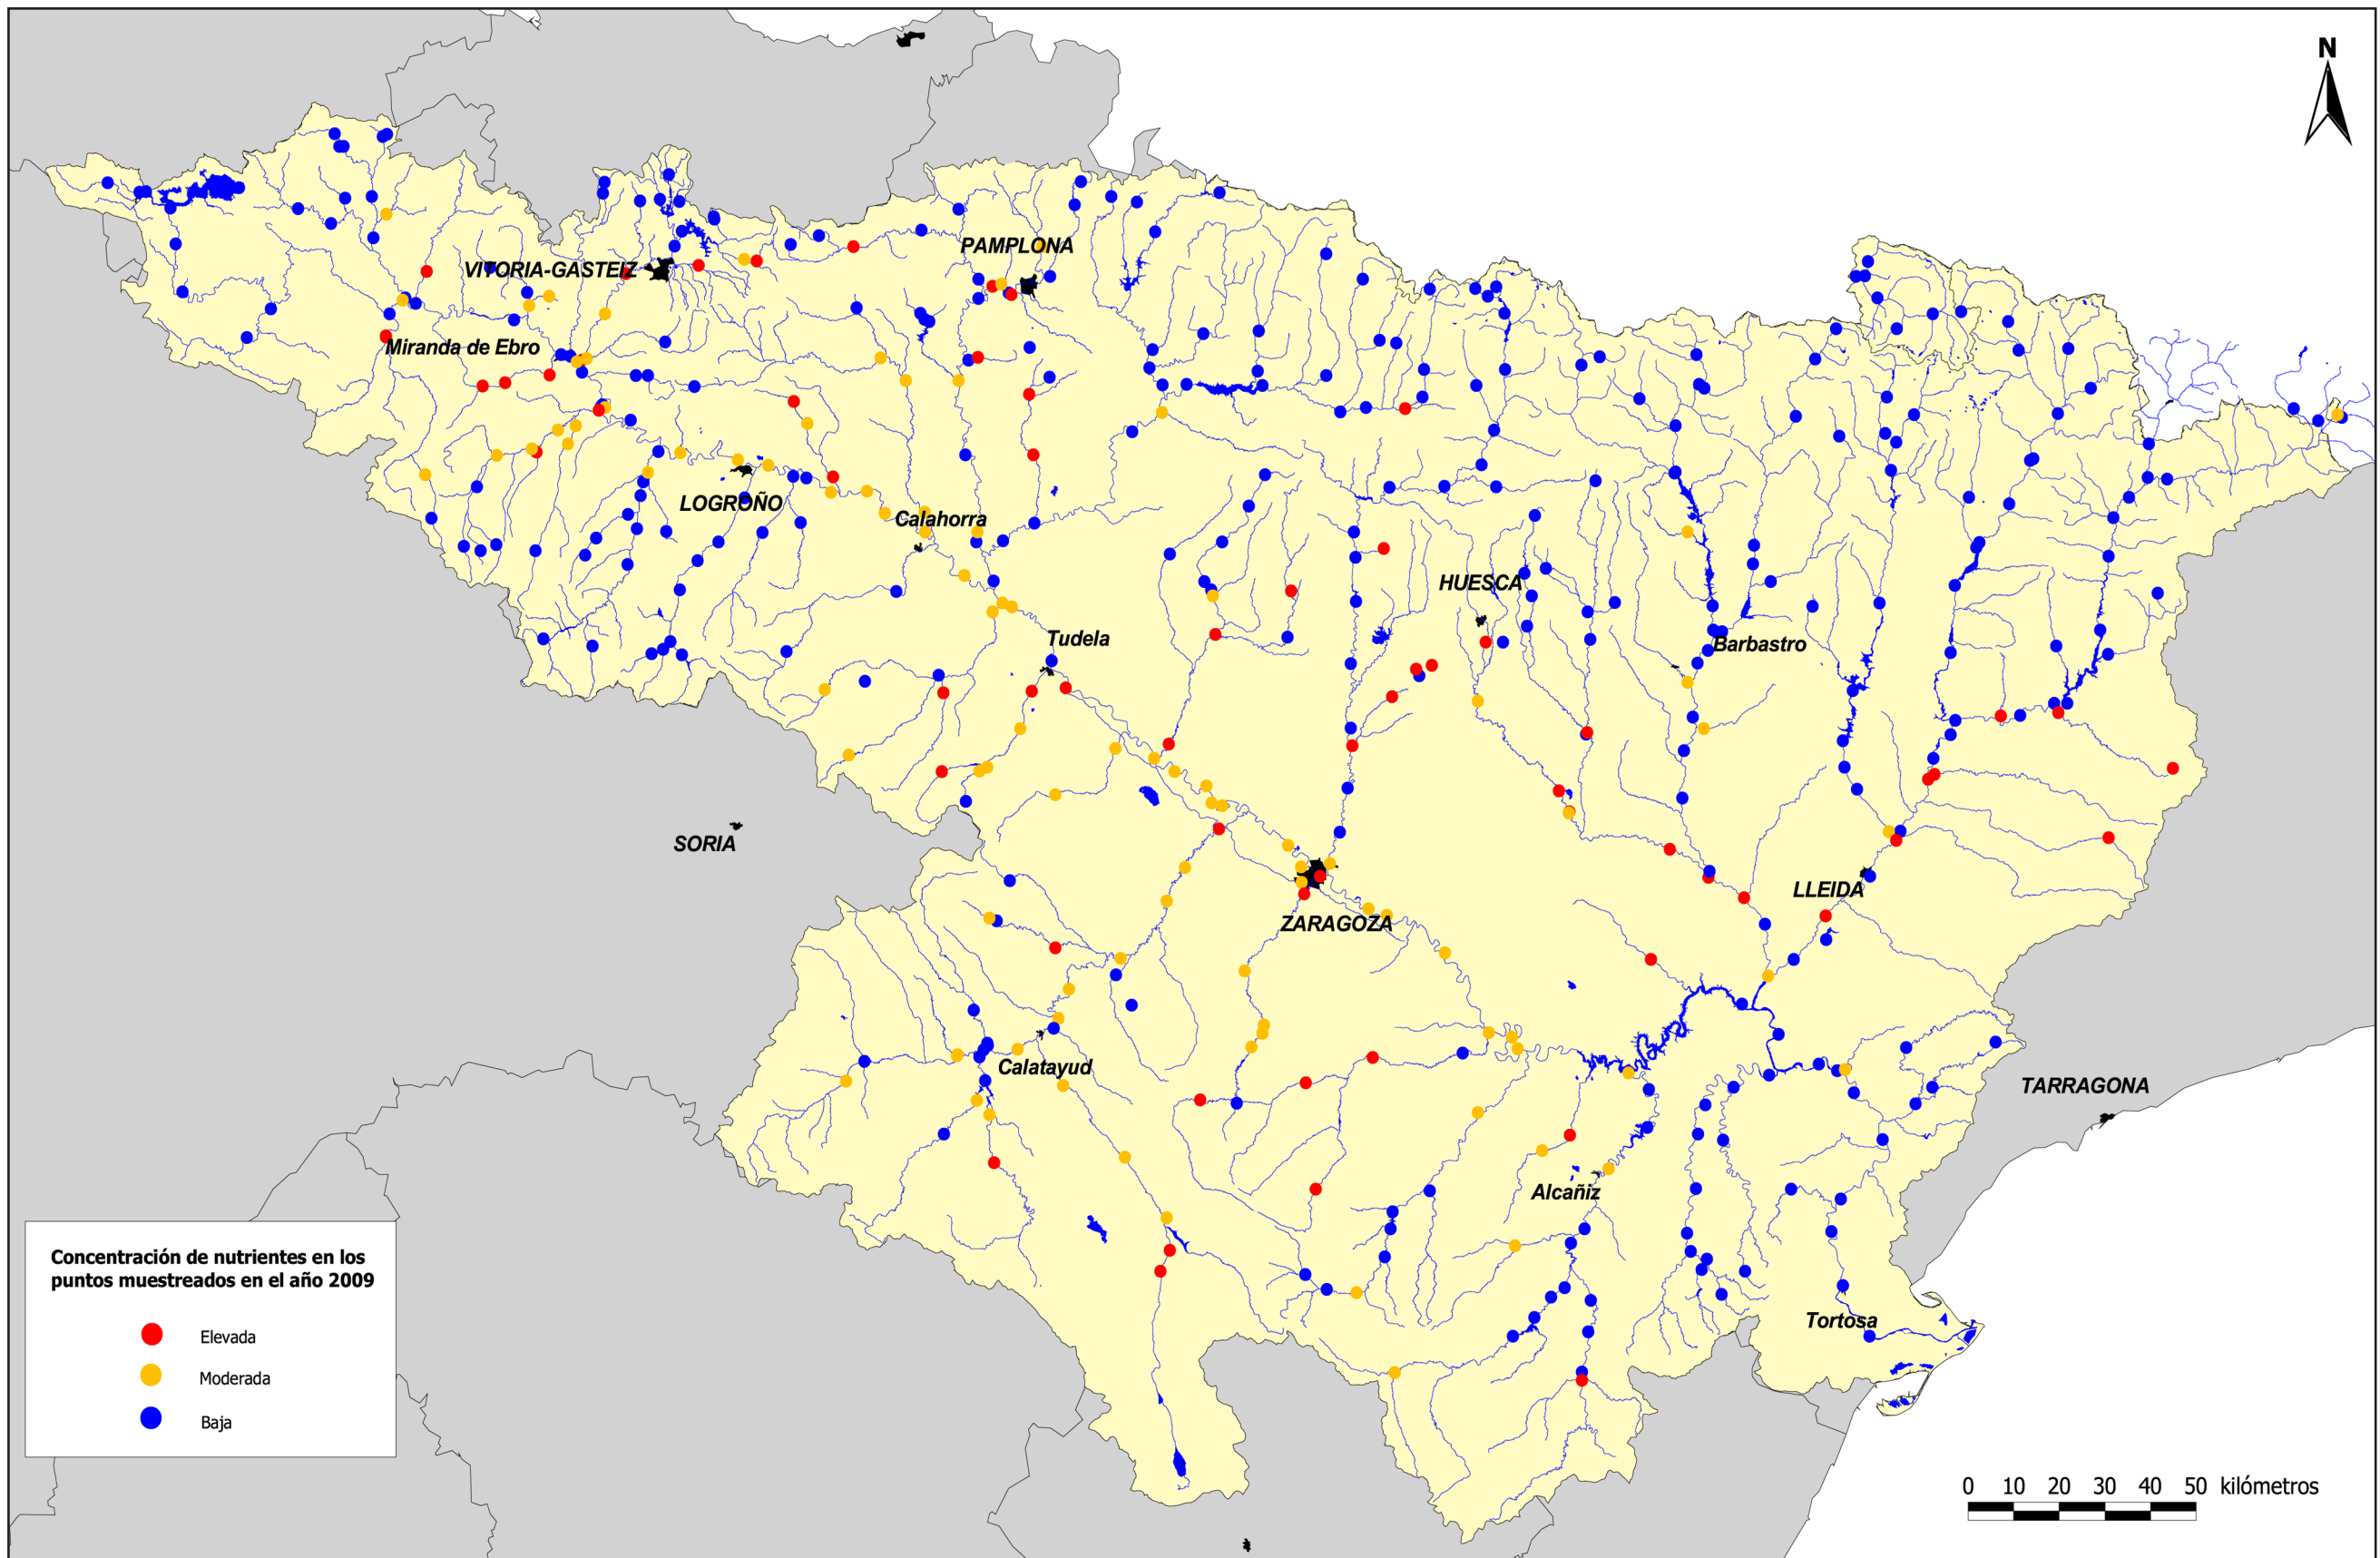 N
PAMPLONA
VITORIA-GASTEIZ
Miranda de Ebro
LOGROÑO
Calahorra
HUESCA
Tudela
Barbastro
SORIA
LLEIDA
ZARAGOZA
Calatayud
TARRAGONA
Alcañiz
Tortosa
Concentración de nutrientes en los
puntos muestreados en el año 2009
Elevada
Moderada
Baja
0 10 20 30 40 50 kilómetros